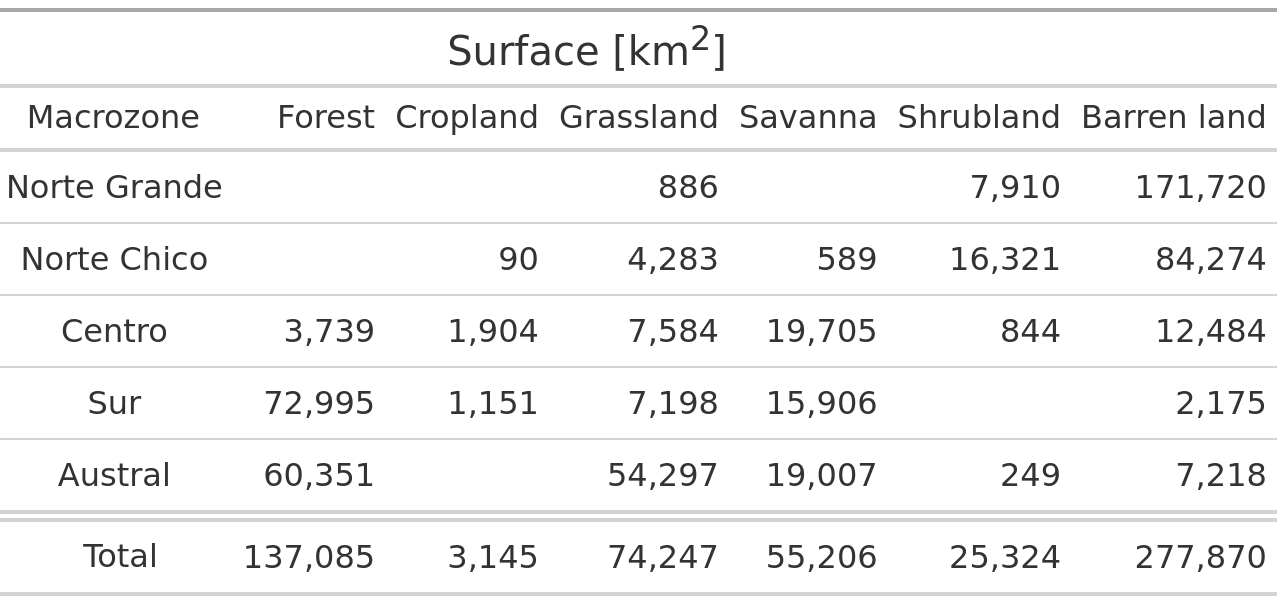 Surface [km²]
Macrozone Forest Cropland Grassland Savanna Shrubland Barren land
Norte Grande 886 7,910 171,720
Norte Chico 90 4,283 589 16,321 84,274
Centro 3,739 1,904 7,584 19,705 844 12,484
Sur 72,995 1,151 7,198 15,906 2,175
Austral 60,351 54,297 19,007 249 7,218
Total 137,085 3,145 74,247 55,206 25,324 277,870